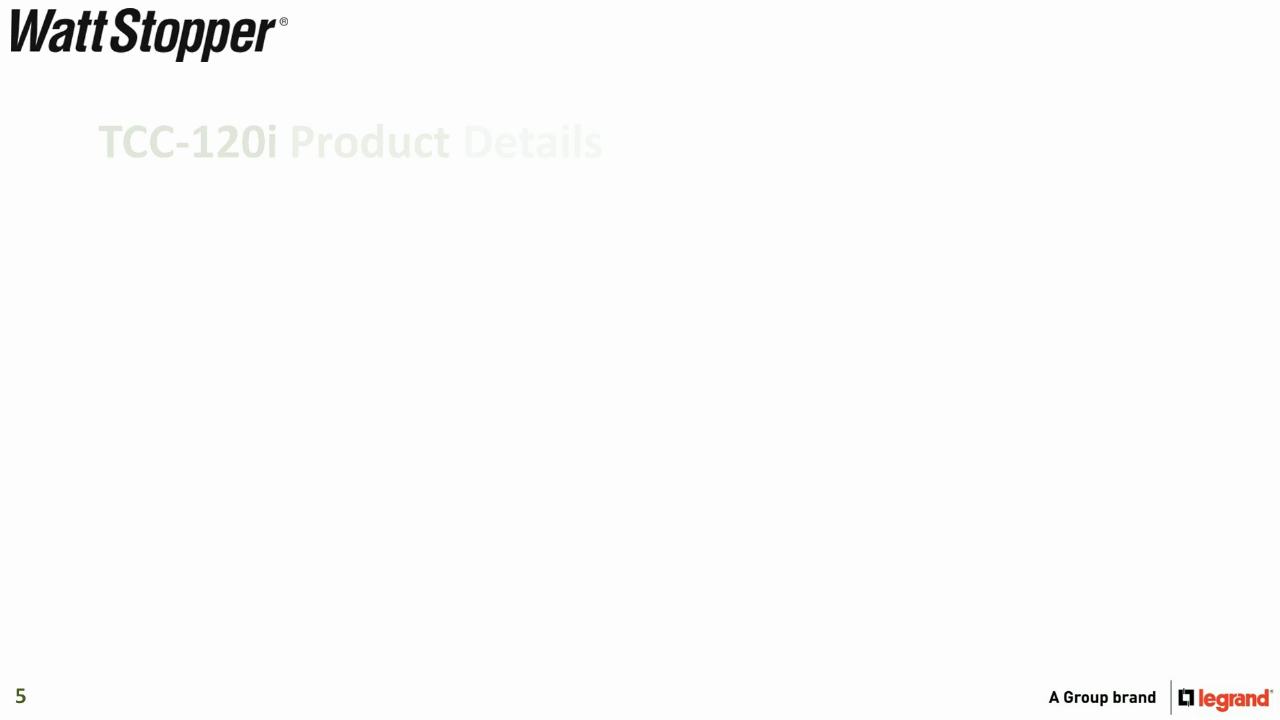 WattStopper®
TCC-120i Product Details
5
A Group brand
legrand®